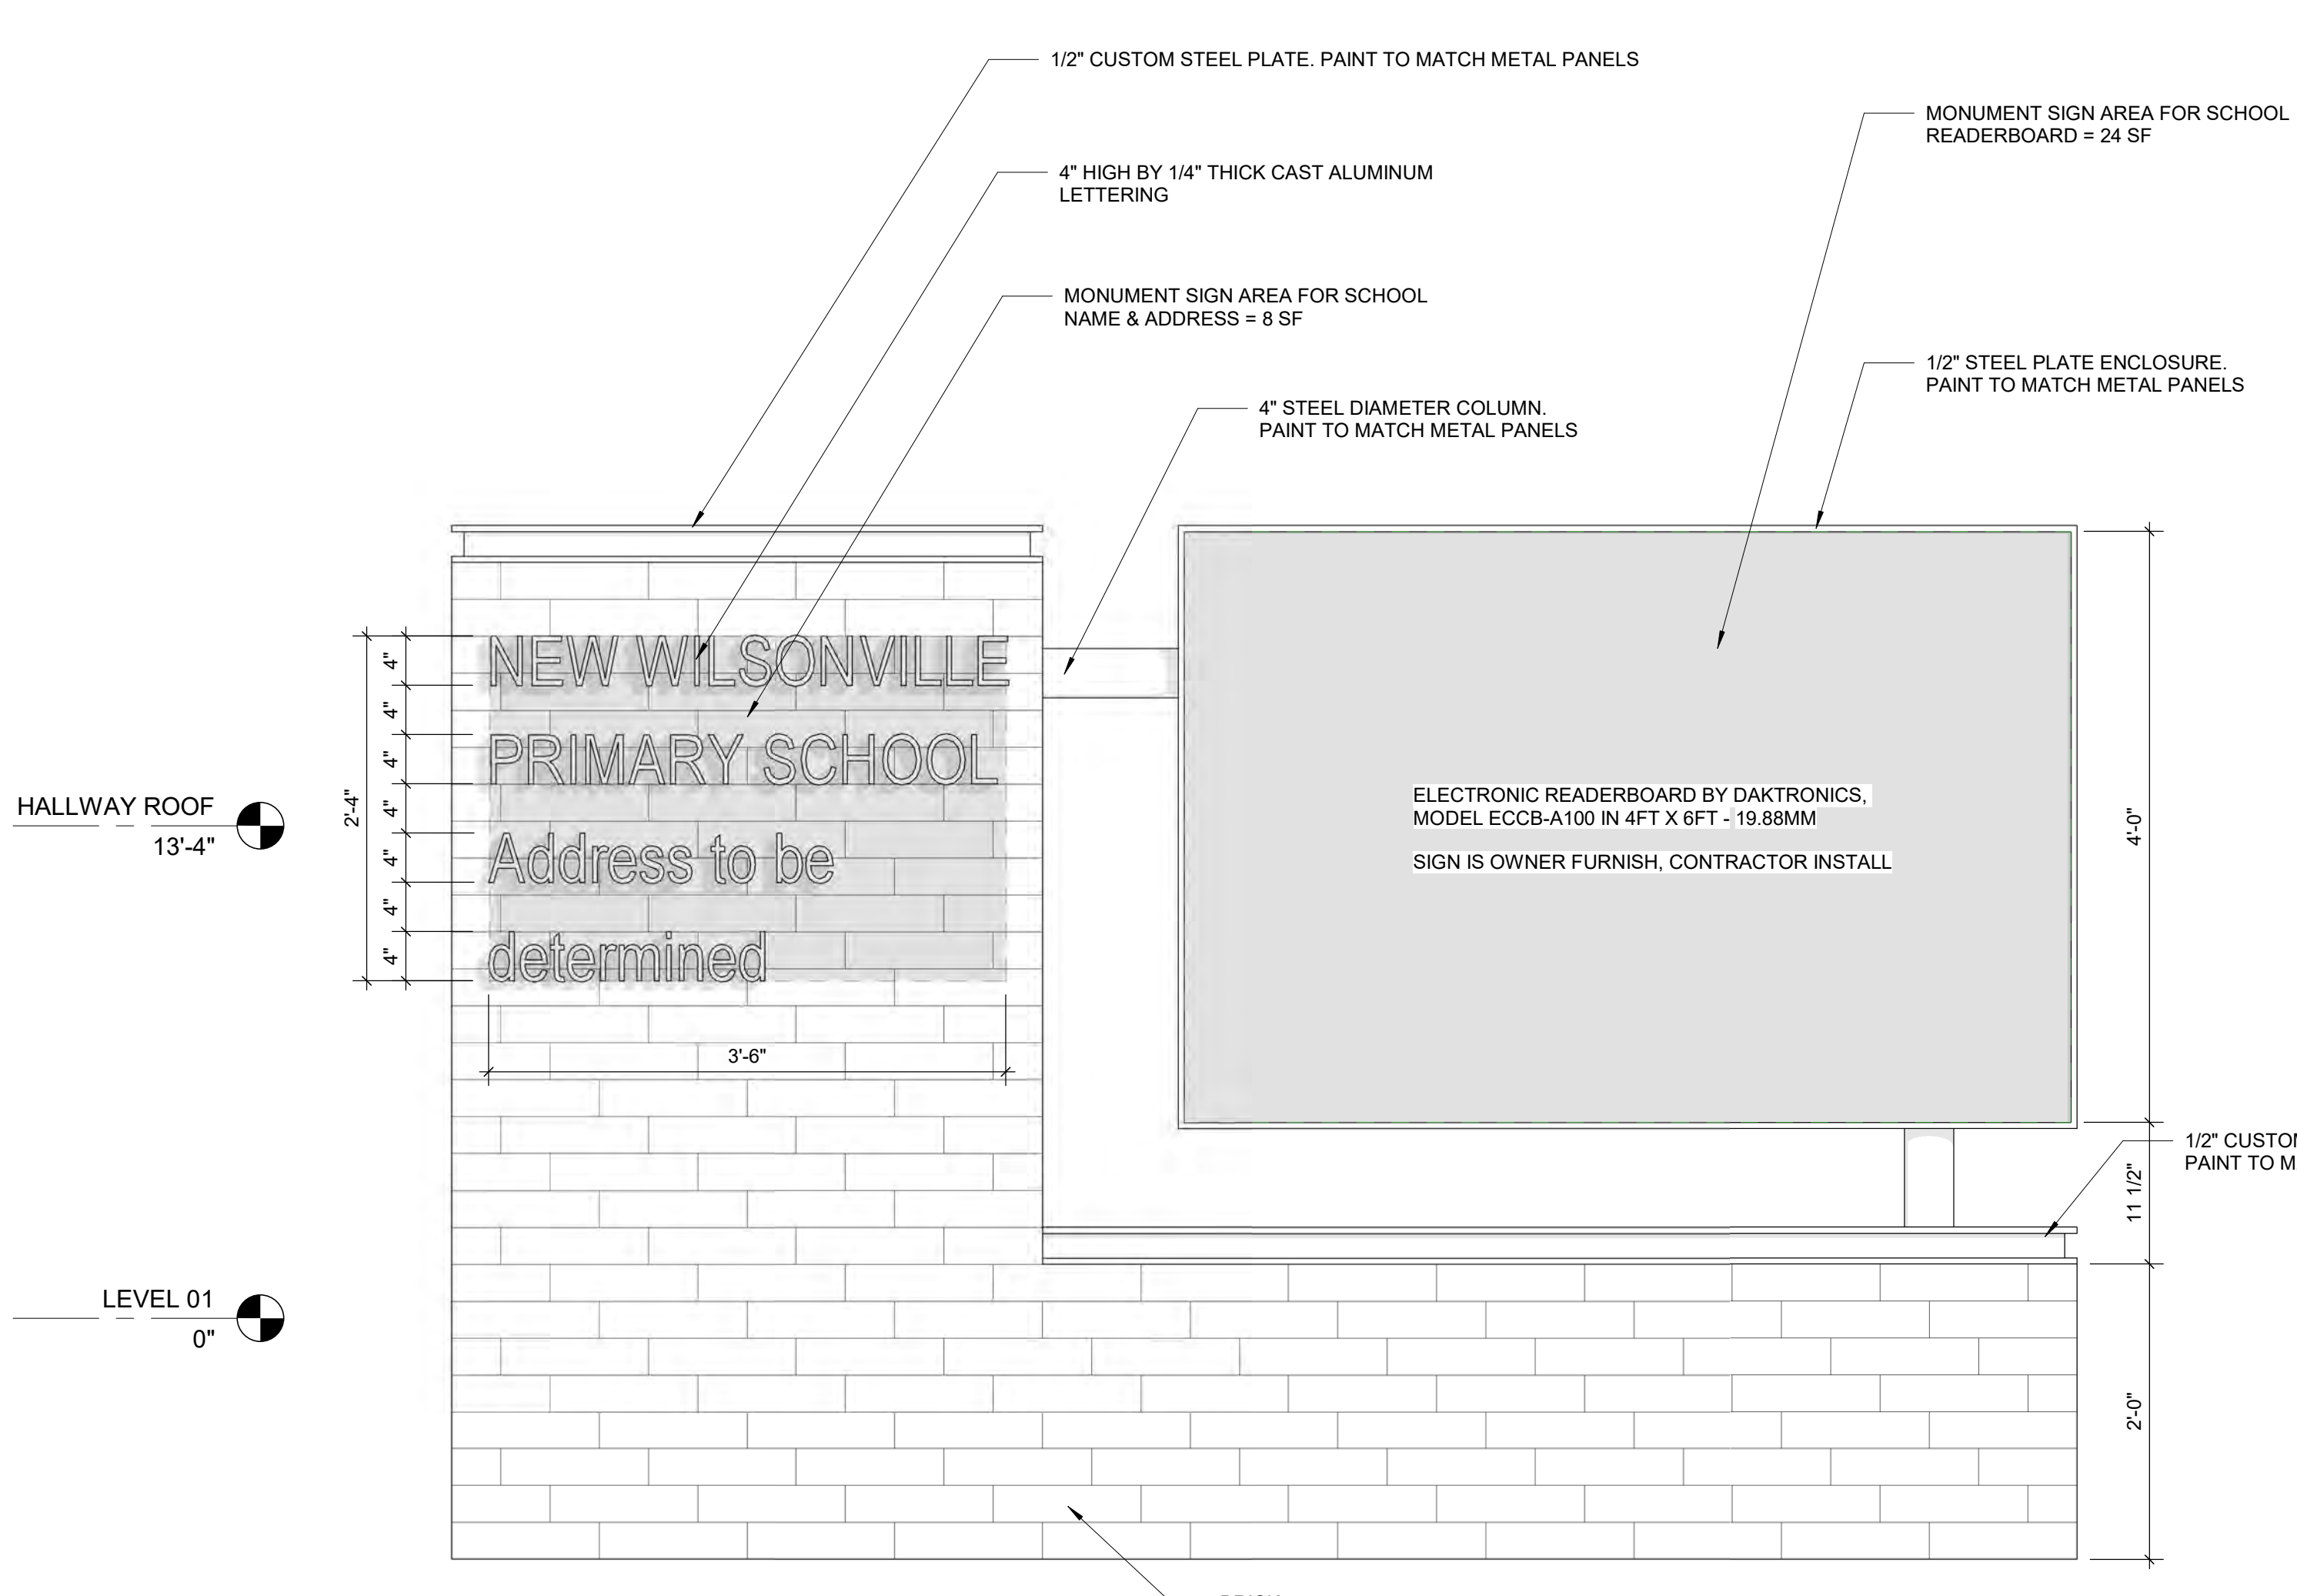 1/2" CUSTOM STEEL PLATE. PAINT TO MATCH METAL PANELS
MONUMENT SIGN AREA FOR SCHOOL
READERBOARD = 24 SF
4" HIGH BY 1/4" THICK CAST ALUMINUM
LETTERING
MONUMENT SIGN AREA FOR SCHOOL
NAME & ADDRESS = 8 SF
1/2" STEEL PLATE ENCLOSURE.
PAINT TO MATCH METAL PANELS
4" STEEL DIAMETER COLUMN.
PAINT TO MATCH METAL PANELS
NEW WILSONVILLE
PRIMARY SCHOOL
Address to be
determined
4"
4"
4"
4"
4"
4"
4"
2'-4"
3'-6"
HALLWAY ROOF
13'-4"
LEVEL 01
0"
ELECTRONIC READERBOARD BY DAKTRONICS,
MODEL ECCB-A100 IN 4FT X 6FT - 19.88MM
SIGN IS OWNER FURNISH, CONTRACTOR INSTALL
4'-0"
11 1/2"
2'-0"
1/2"
PAINT TO